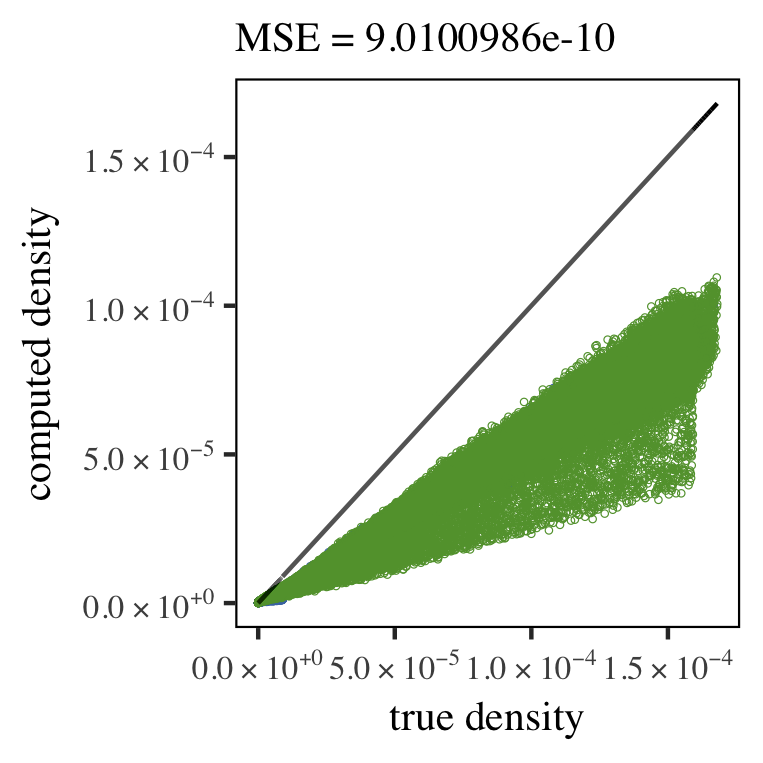 MSE = 9.0100986e-10
computed density
1.5 × 10⁻⁴
1.0 × 10⁻⁴
5.0 × 10⁻⁵
0.0 × 10⁺⁰
0.0 × 10⁺⁰ 5.0 × 10⁻⁵ 1.0 × 10⁻⁴ 1.5 × 10⁻⁴
true density